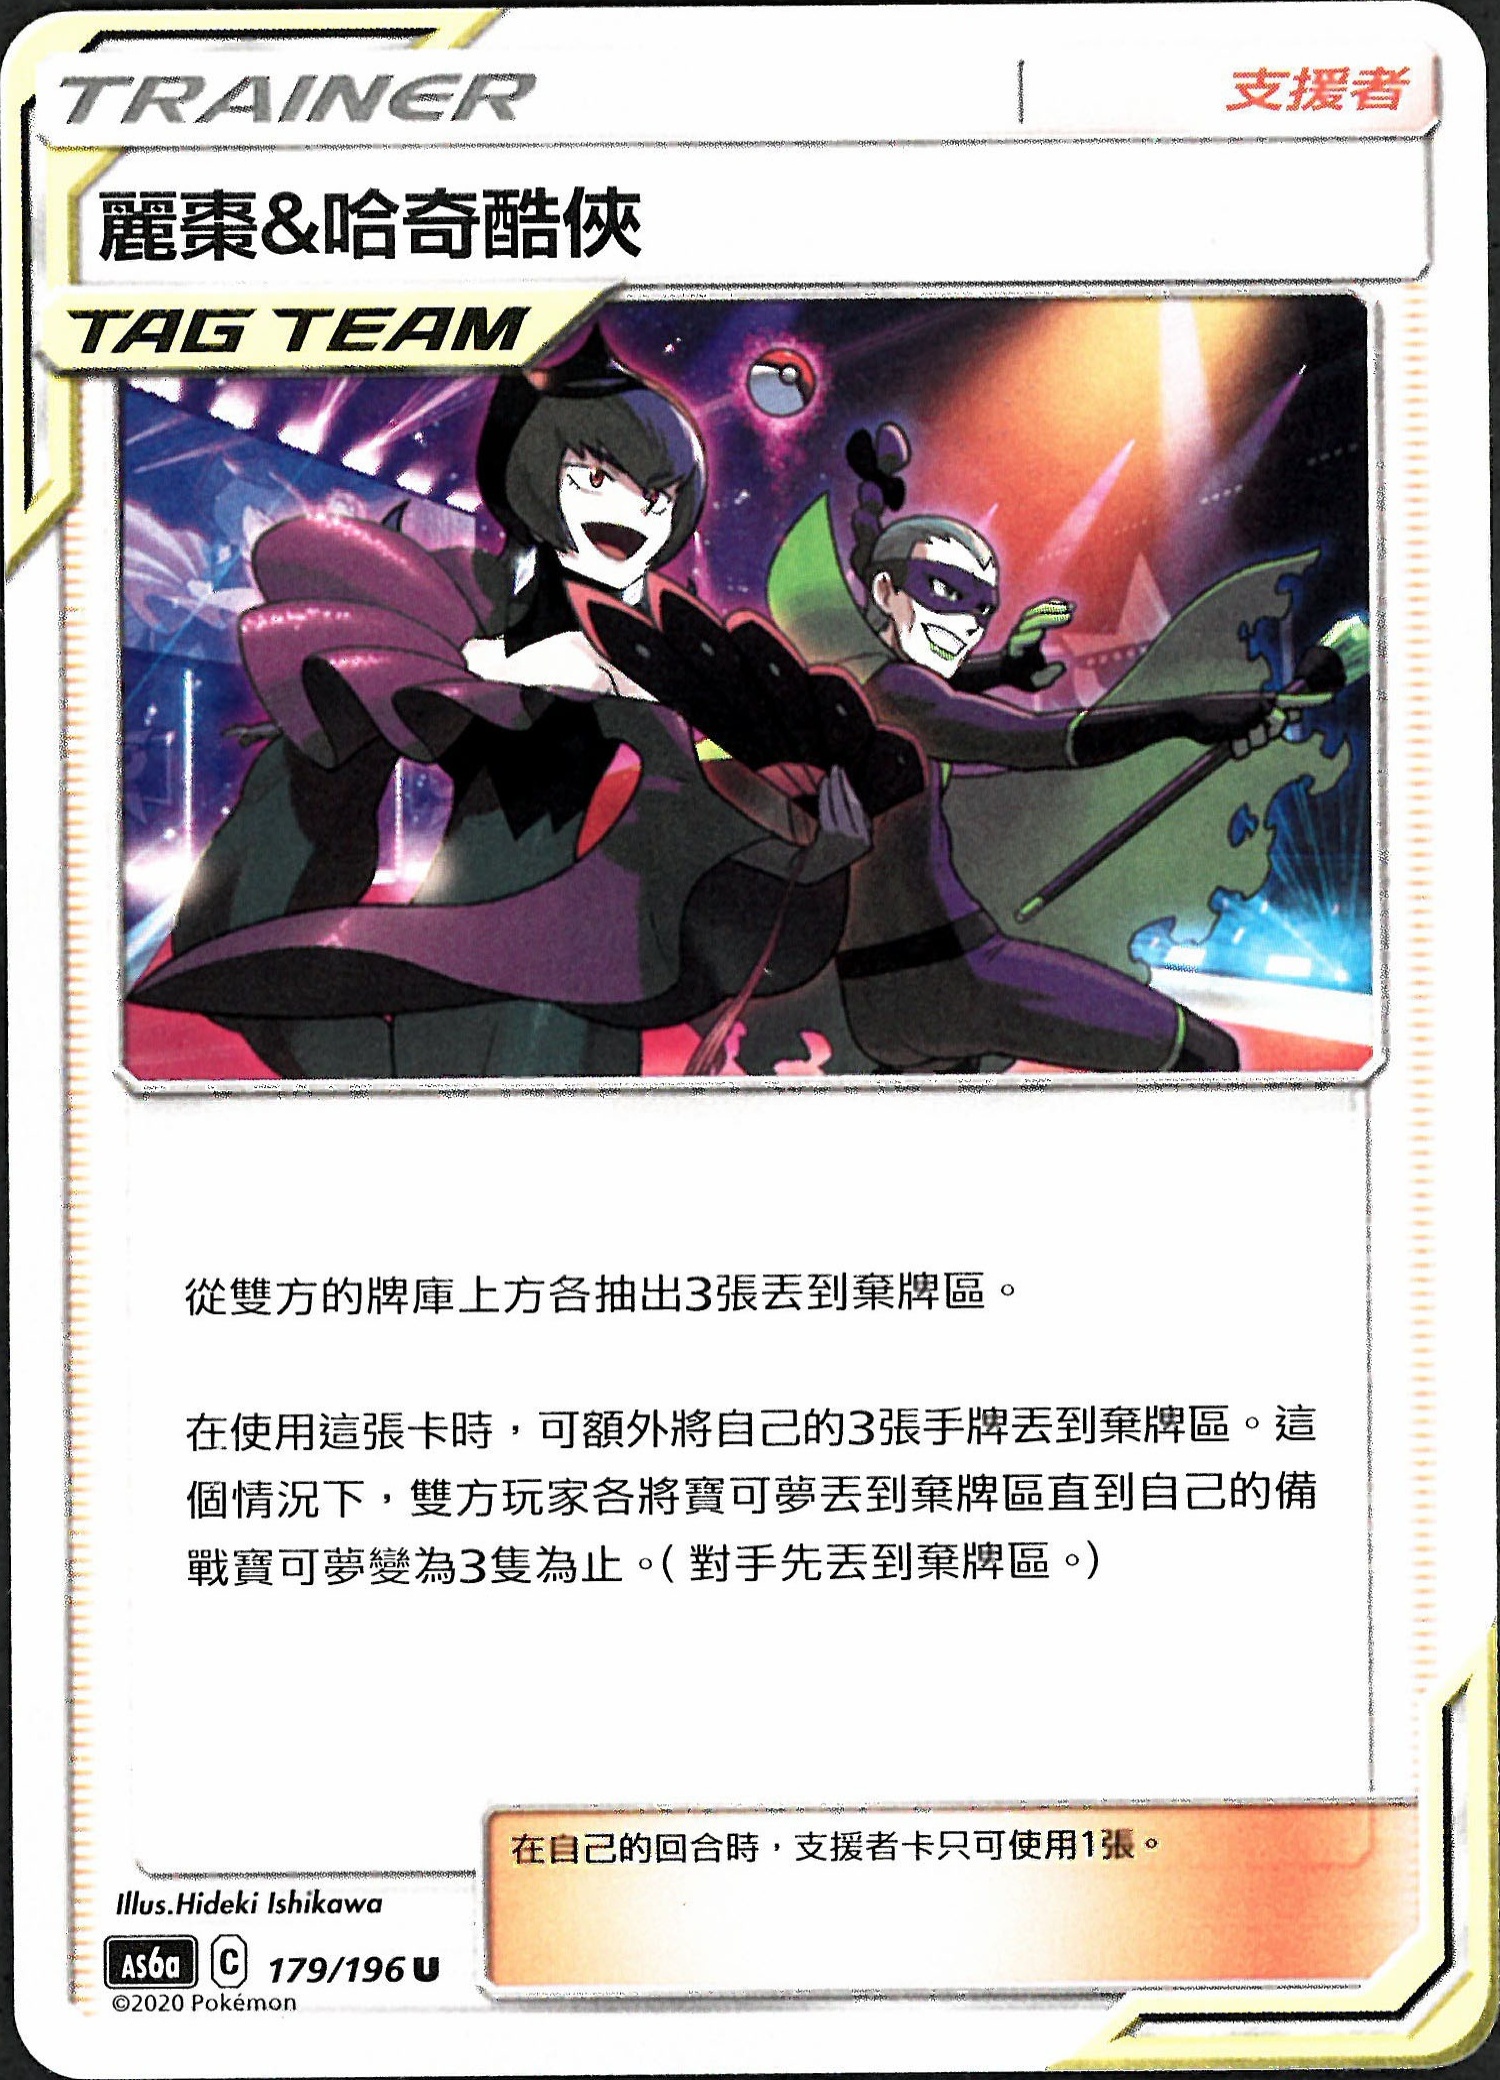 TRAINER
支援者
麗棗&哈奇酷俠
TAG TEAM
從雙方的牌庫上方各抽出3張丟到棄牌區。
在使用這張卡時，可額外將自己的3張手牌丟到棄牌區。這
個情況下，雙方玩家各將寶可夢丟到棄牌區直到自己的備
戰寶可夢變為3隻為止。(對手先丟到棄牌區。)
在自己的回合時，支援者卡只可使用1張。
Illus.Hideki Ishikawa
AS6a C 179/196 U
©2020 Pokémon